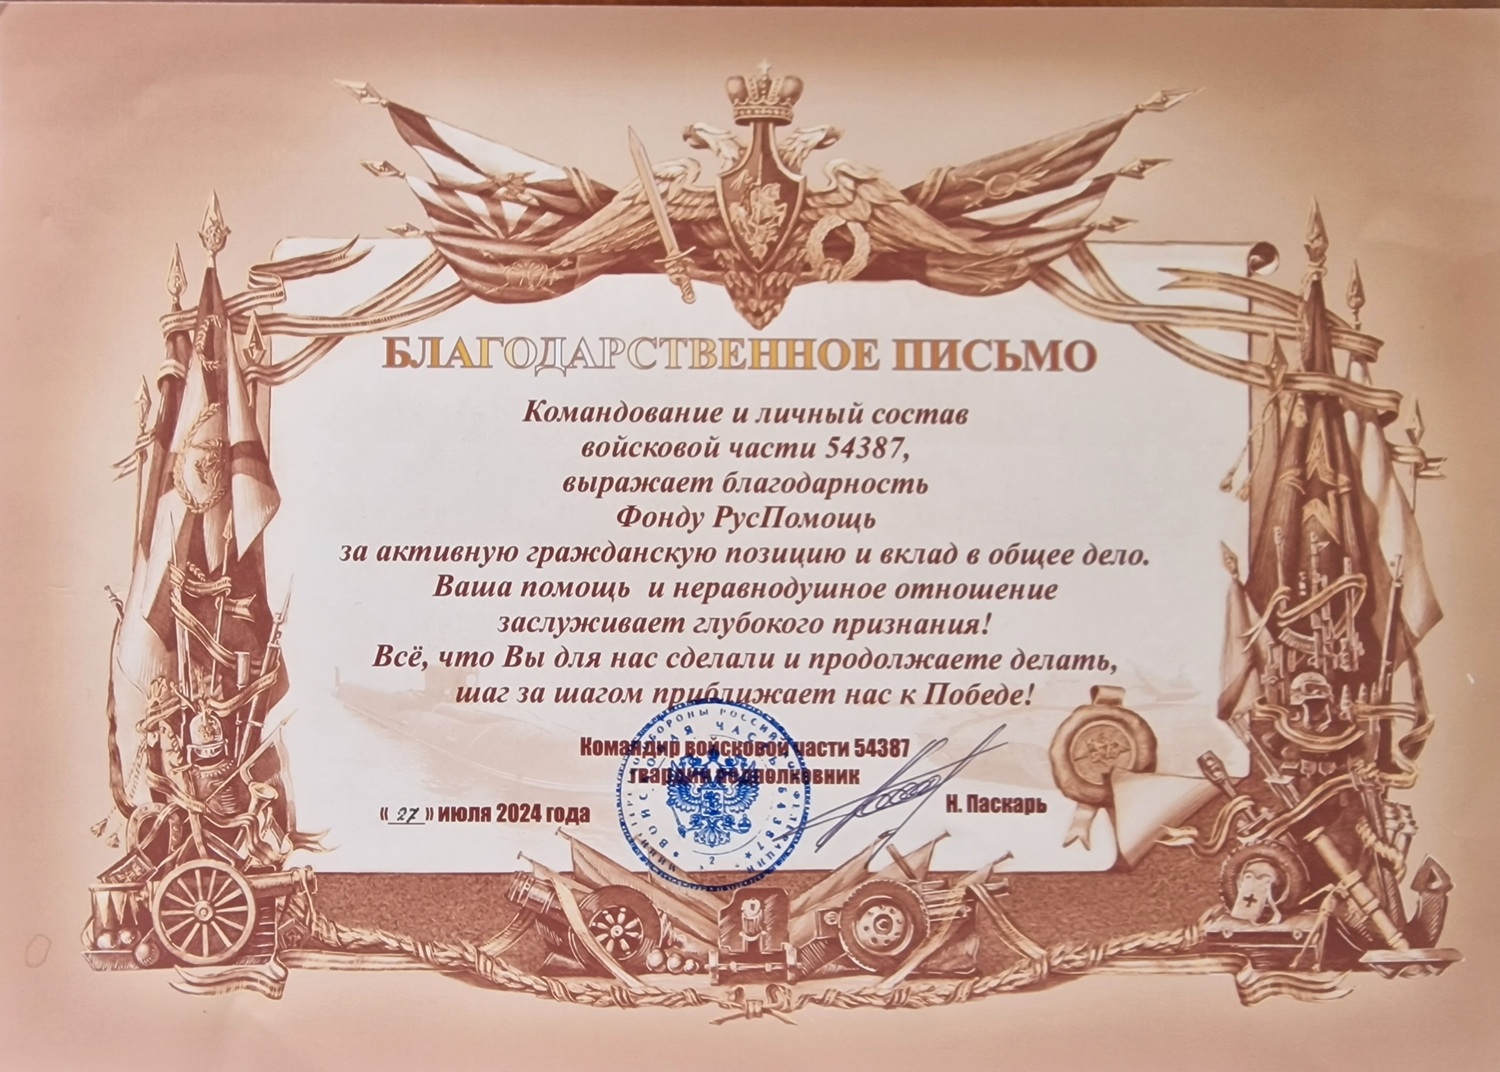 БЛАГОДАРСТВЕННОЕ ПИСЬМО
Командование и личный состав
войсковой части 54387,
выражает благодарность
Фонду РусПомощь
за активную гражданскую позицию и вклад в общее дело.
Ваша помощь и неравнодушное отношение
заслуживает глубокого признания!
Всё, что Вы для нас сделали и продолжаете делать,
шаг за шагом приближает нас к Победе!
Командир войсковой части 54387
гвардии подполковник
«27» июля 2024 года
Н. Паскарь